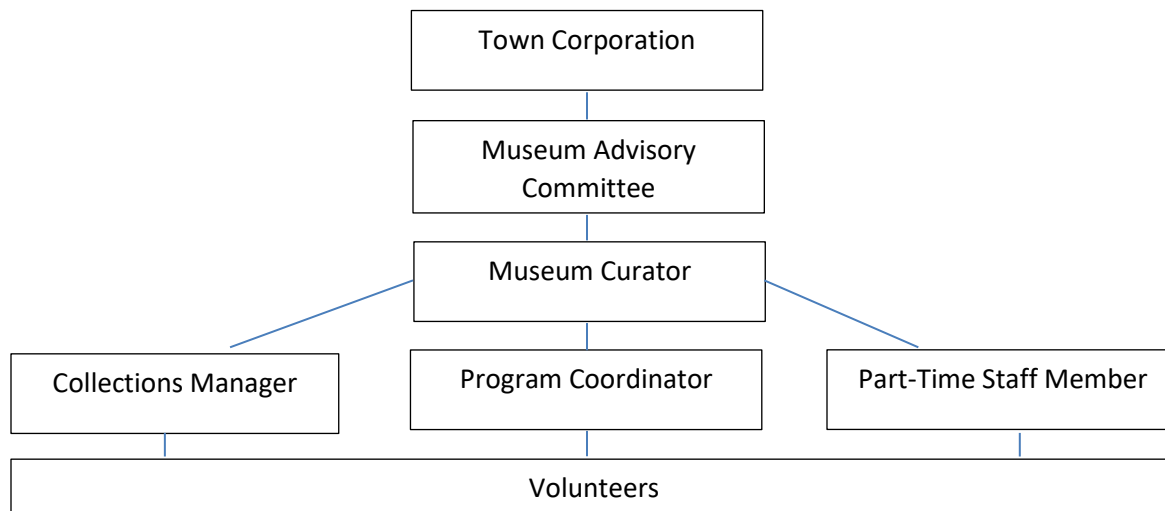 Town Corporation
Museum Advisory
Committee
Museum Curator
Collections Manager
Program Coordinator
Part-Time Staff Member
Volunteers